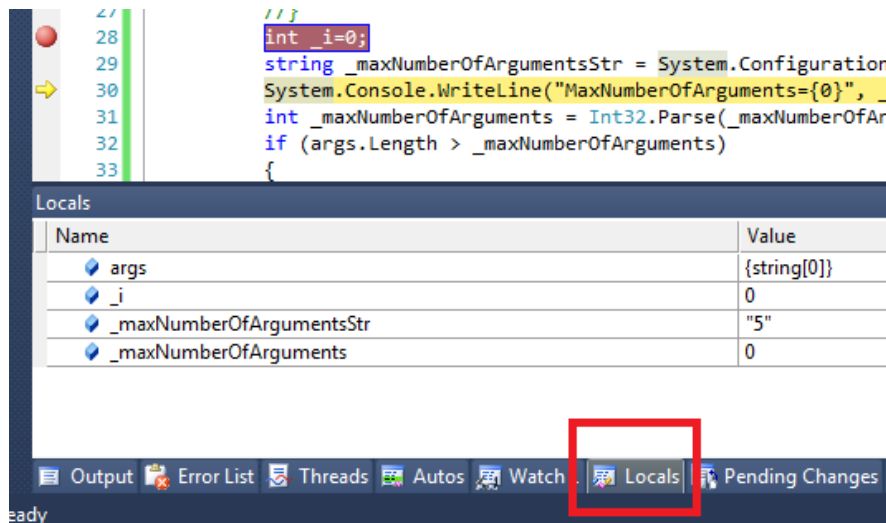 27 //}
28 int _i=0;
29 string _maxNumberOfArgumentsStr = System.Configuration
30 System.Console.WriteLine("MaxNumberOfArguments={0}", _
31 int _maxNumberOfArguments = Int32.Parse(_maxNumberOfAr
32 if (args.Length > _maxNumberOfArguments)
33 {
Locals
Name Value
args {string[0]}
_i 0
_maxNumberOfArgumentsStr "5"
_maxNumberOfArguments 0
Output Error List Threads Autos Watch Locals Pending Changes
eady